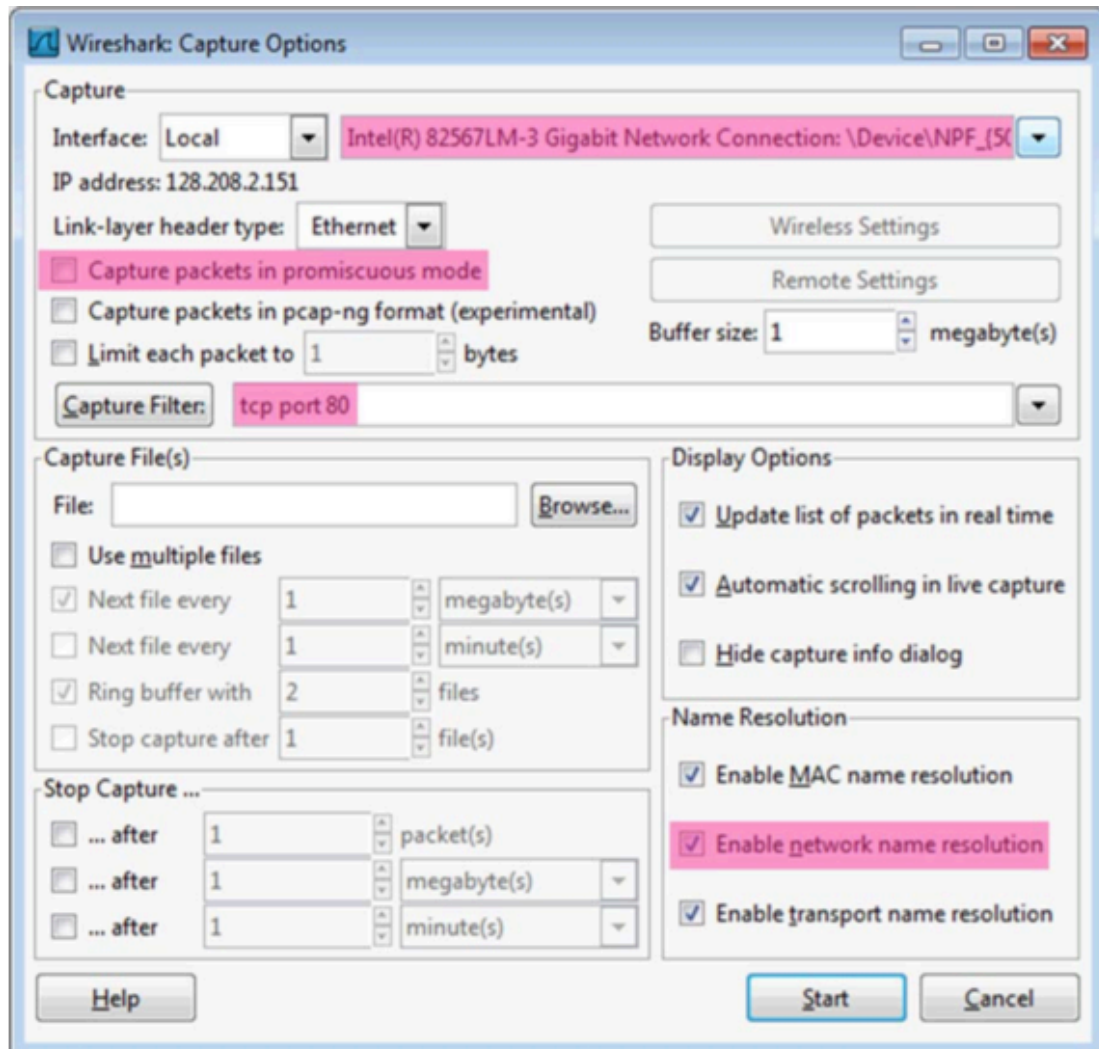 Wireshark: Capture Options
Capture
Interface: Local Intel(R) 82567LM-3 Gigabit Network Connection: \Device\NPF_{50
IP address: 128.208.2.151
Link-layer header type: Ethernet
Wireless Settings
Capture packets in promiscuous mode
Remote Settings
Capture packets in pcap-ng format (experimental)
Buffer size: 1 megabyte(s)
Limit each packet to 1 bytes
Capture Filter: tcp port 80
Capture File(s)
File: Browse...
Use multiple files
Next file every 1 megabyte(s)
Next file every 1 minute(s)
Ring buffer with 2 files
Stop capture after 1 file(s)
Stop Capture ...
... after 1 packet(s)
... after 1 megabyte(s)
... after 1 minute(s)
Display Options
Update list of packets in real time
Automatic scrolling in live capture
Hide capture info dialog
Name Resolution
Enable MAC name resolution
Enable network name resolution
Enable transport name resolution
Help Start Cancel